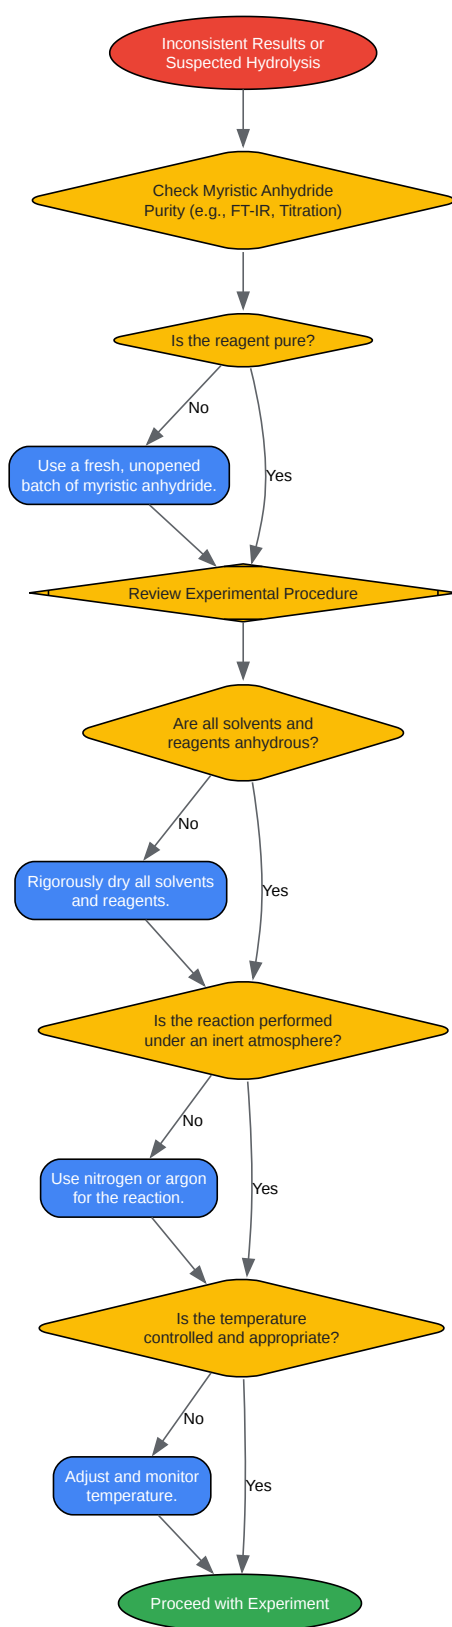 Inconsistent Results or
Suspected Hydrolysis
Check Myristic Anhydride
Purity (e.g., FT-IR, Titration)
Is the reagent pure?
No
Use a fresh, unopened
batch of myristic anhydride.
Yes
Review Experimental Procedure
Are all solvents and
reagents anhydrous?
No
Rigorously dry all solvents
and reagents.
Yes
Is the reaction performed
under an inert atmosphere?
No
Use nitrogen or argon
for the reaction.
Yes
Is the temperature
controlled and appropriate?
No
Adjust and monitor
temperature.
Yes
Proceed with Experiment